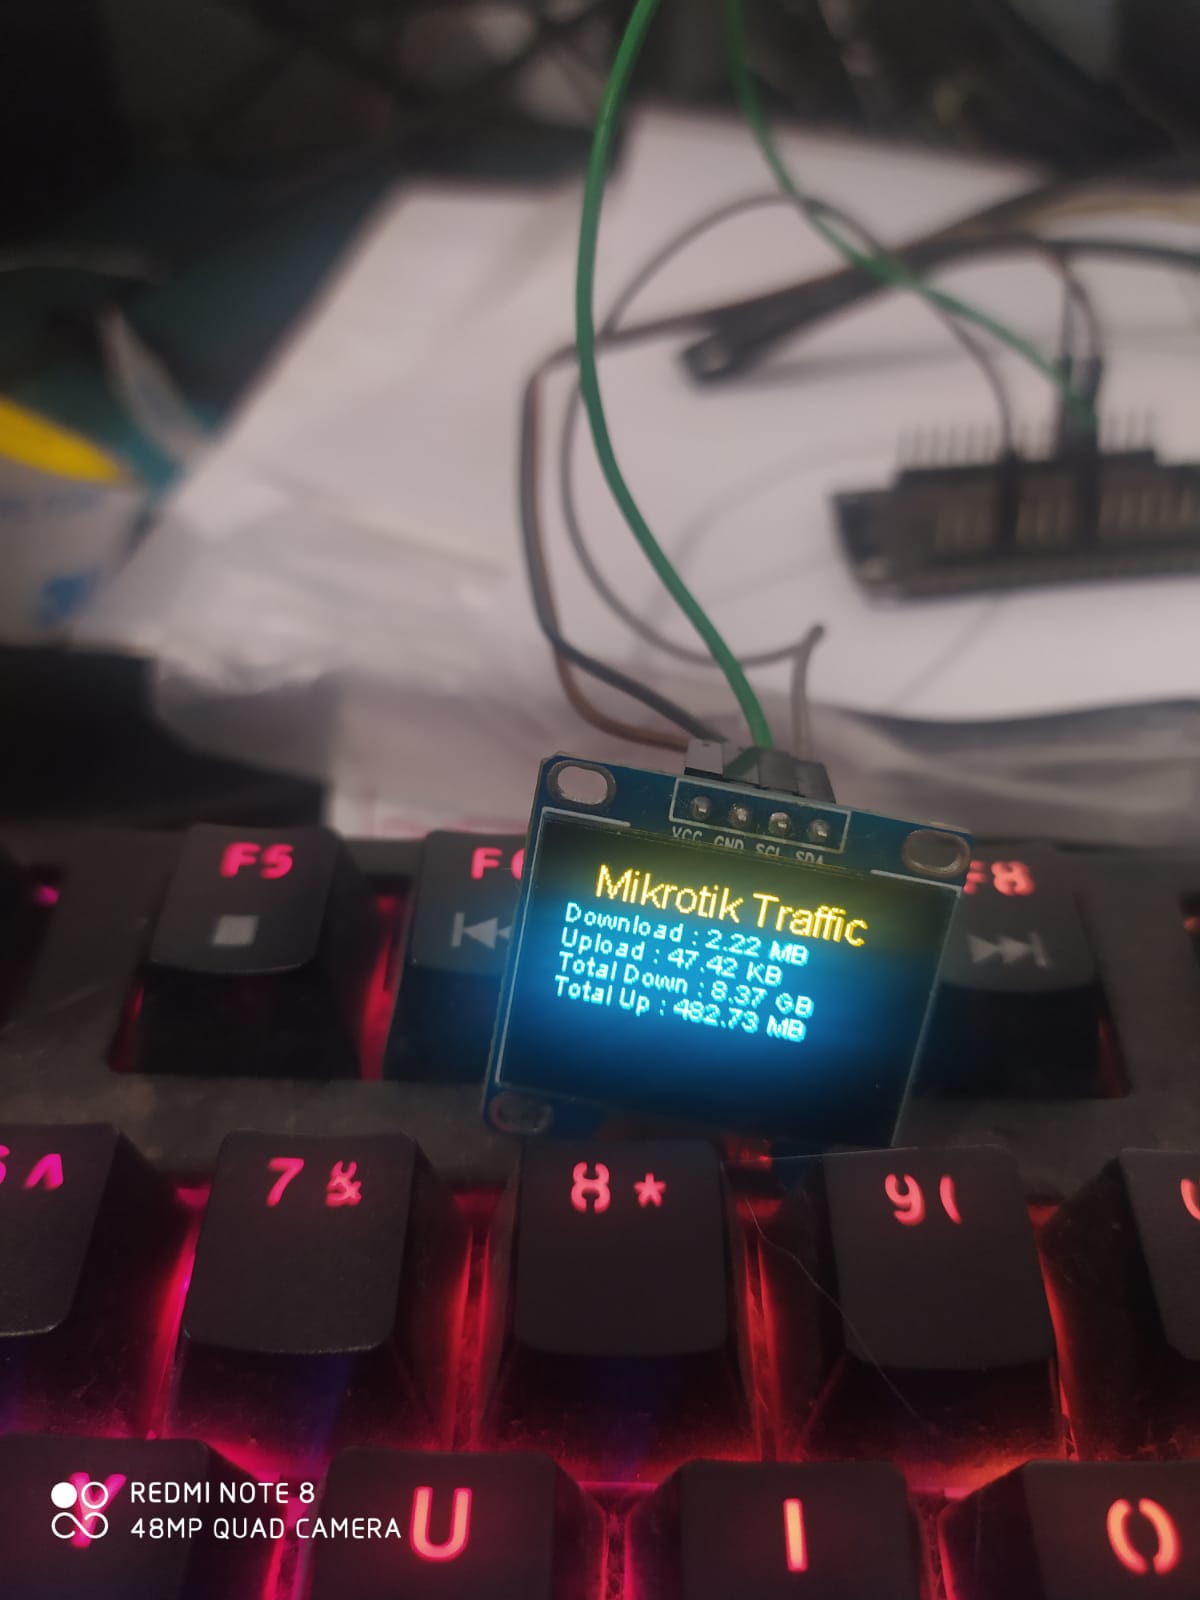 VCC GND SCL SDA
Mikrotik Traffic
Download : 2.22 MB
Upload : 47.42 KB
Total Down : 8.37 GB
Total Up : 482.73 MB
F5
F8
7 &
8 *
9 (
U
I
O
REDMI NOTE 8
48MP QUAD CAMERA